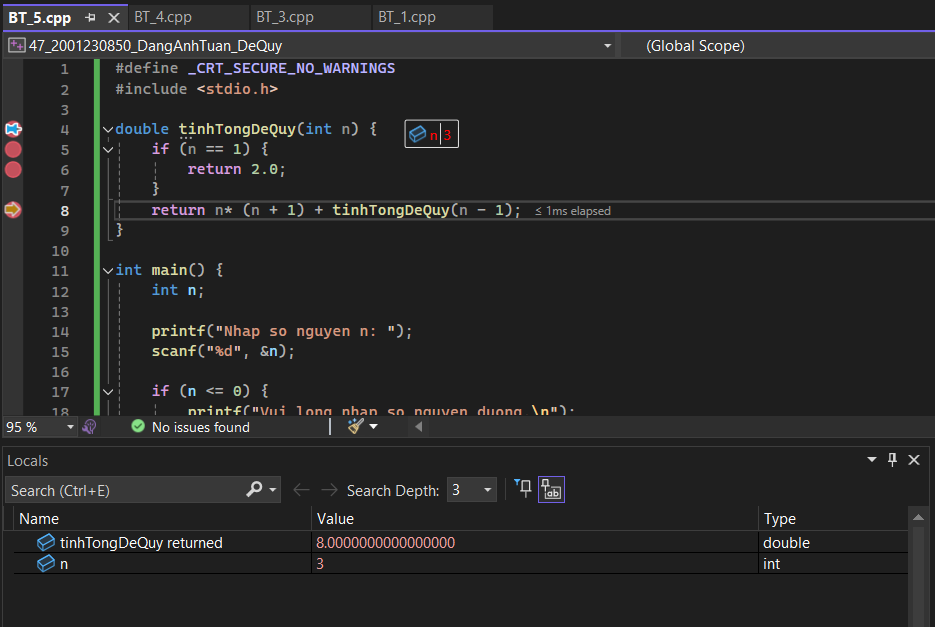 BT_5.cpp BT_4.cpp BT_3.cpp BT_1.cpp
47_2001230850_DangAnhTuan_DeQuy (Global Scope)
1 #define _CRT_SECURE_NO_WARNINGS
2 #include <stdio.h>
3
4 double tinhTongDeQuy(int n) { n 3
5 if (n == 1) {
6 return 2.0;
7 }
8 return n* (n + 1) + tinhTongDeQuy(n - 1); ≤ 1ms elapsed
9 }
10
11 int main() {
12 int n;
13
14 printf("Nhap so nguyen n: ");
15 scanf("%d", &n);
16
17 if (n <= 0) {
18 printf("Vui long nhap so nguyen duong.\n");
95 % No issues found
Locals
Search (Ctrl+E) Search Depth: 3
Name Value Type
tinhTongDeQuy returned 8.0000000000000000 double
n 3 int